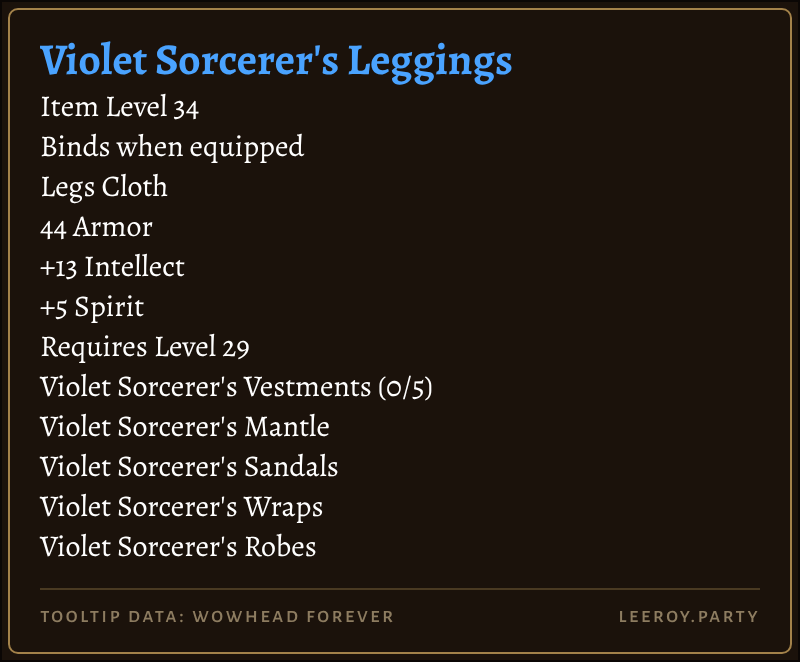 Violet Sorcerer's Leggings
Item Level 34
Binds when equipped
Legs Cloth
44 Armor
+13 Intellect
+5 Spirit
Requires Level 29
Violet Sorcerer's Vestments (0/5)
Violet Sorcerer's Mantle
Violet Sorcerer's Sandals
Violet Sorcerer's Wraps
Violet Sorcerer's Robes
TOOLTIP DATA: WOWHEAD FOREVER
LEEROY.PARTY